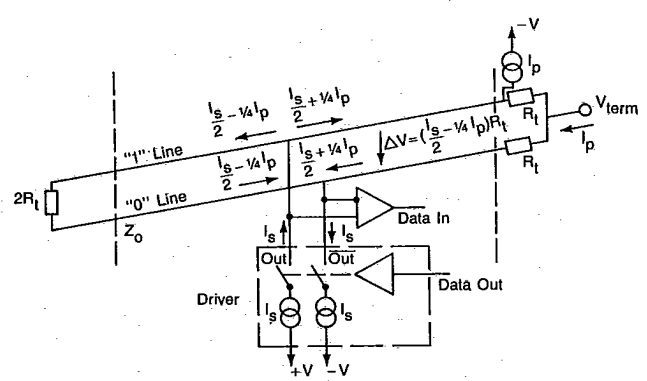 –V
I_p
V_term
R_t
I_p
R_t
I_s/2 – ¼ I_p
I_s/2 + ¼ I_p
"1" Line
I_s/2 – ¼ I_p
I_s/2 + ¼ I_p
ΔV = (I_s/2 – ¼ I_p) R_t
2R_t
"0" Line
Z_o
Data In
I_s
I_s
Out
O̅u̅t̅
Data Out
Driver
I_s
I_s
+V
–V